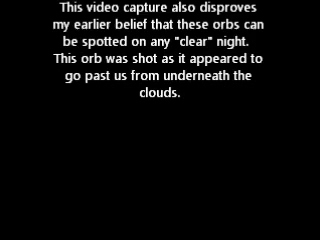 This video capture also disproves
my earlier belief that these orbs can
be spotted on any "clear" night.
This orb was shot as it appeared to
go past us from underneath the
clouds.